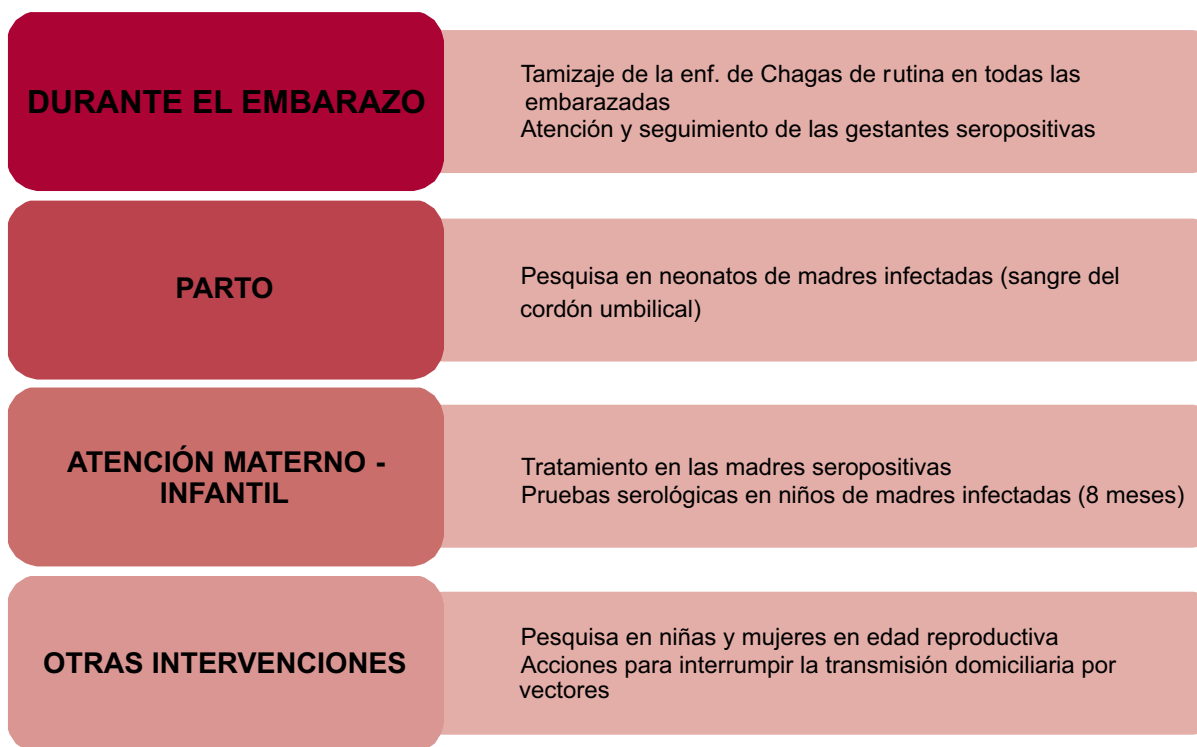 DURANTE EL EMBARAZO
Tamizaje de la enf. de Chagas de rutina en todas las
embarazadas
Atención y seguimiento de las gestantes seropositivas
PARTO
Pesquisa en neonatos de madres infectadas (sangre del
cordón umbilical)
ATENCIÓN MATERNO -
INFANTIL
Tratamiento en las madres seropositivas
Pruebas serológicas en niños de madres infectadas (8 meses)
OTRAS INTERVENCIONES
Pesquisa en niñas y mujeres en edad reproductiva
Acciones para interrumpir la transmisión domiciliaria por
vectores